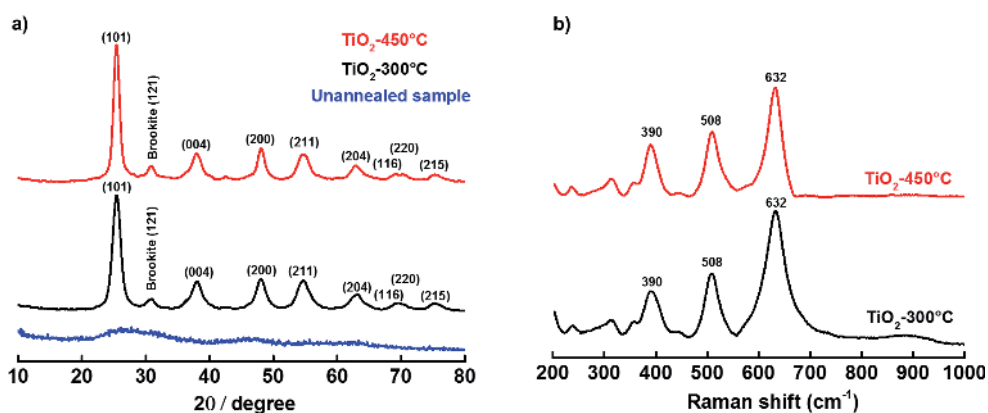 a)
TiO₂-450°C
TiO₂-300°C
Unannealed sample
(101)
Brookite (121)
(004)
(200)
(211)
(204)
(116)
(220)
(215)
(101)
Brookite (121)
(004)
(200)
(211)
(204)
(116)
(220)
(215)
10 20 30 40 50 60 70 80
2θ / degree
b)
390
508
632
TiO₂-450°C
390
508
632
TiO₂-300°C
200 300 400 500 600 700 800 900 1000
Raman shift (cm⁻¹)